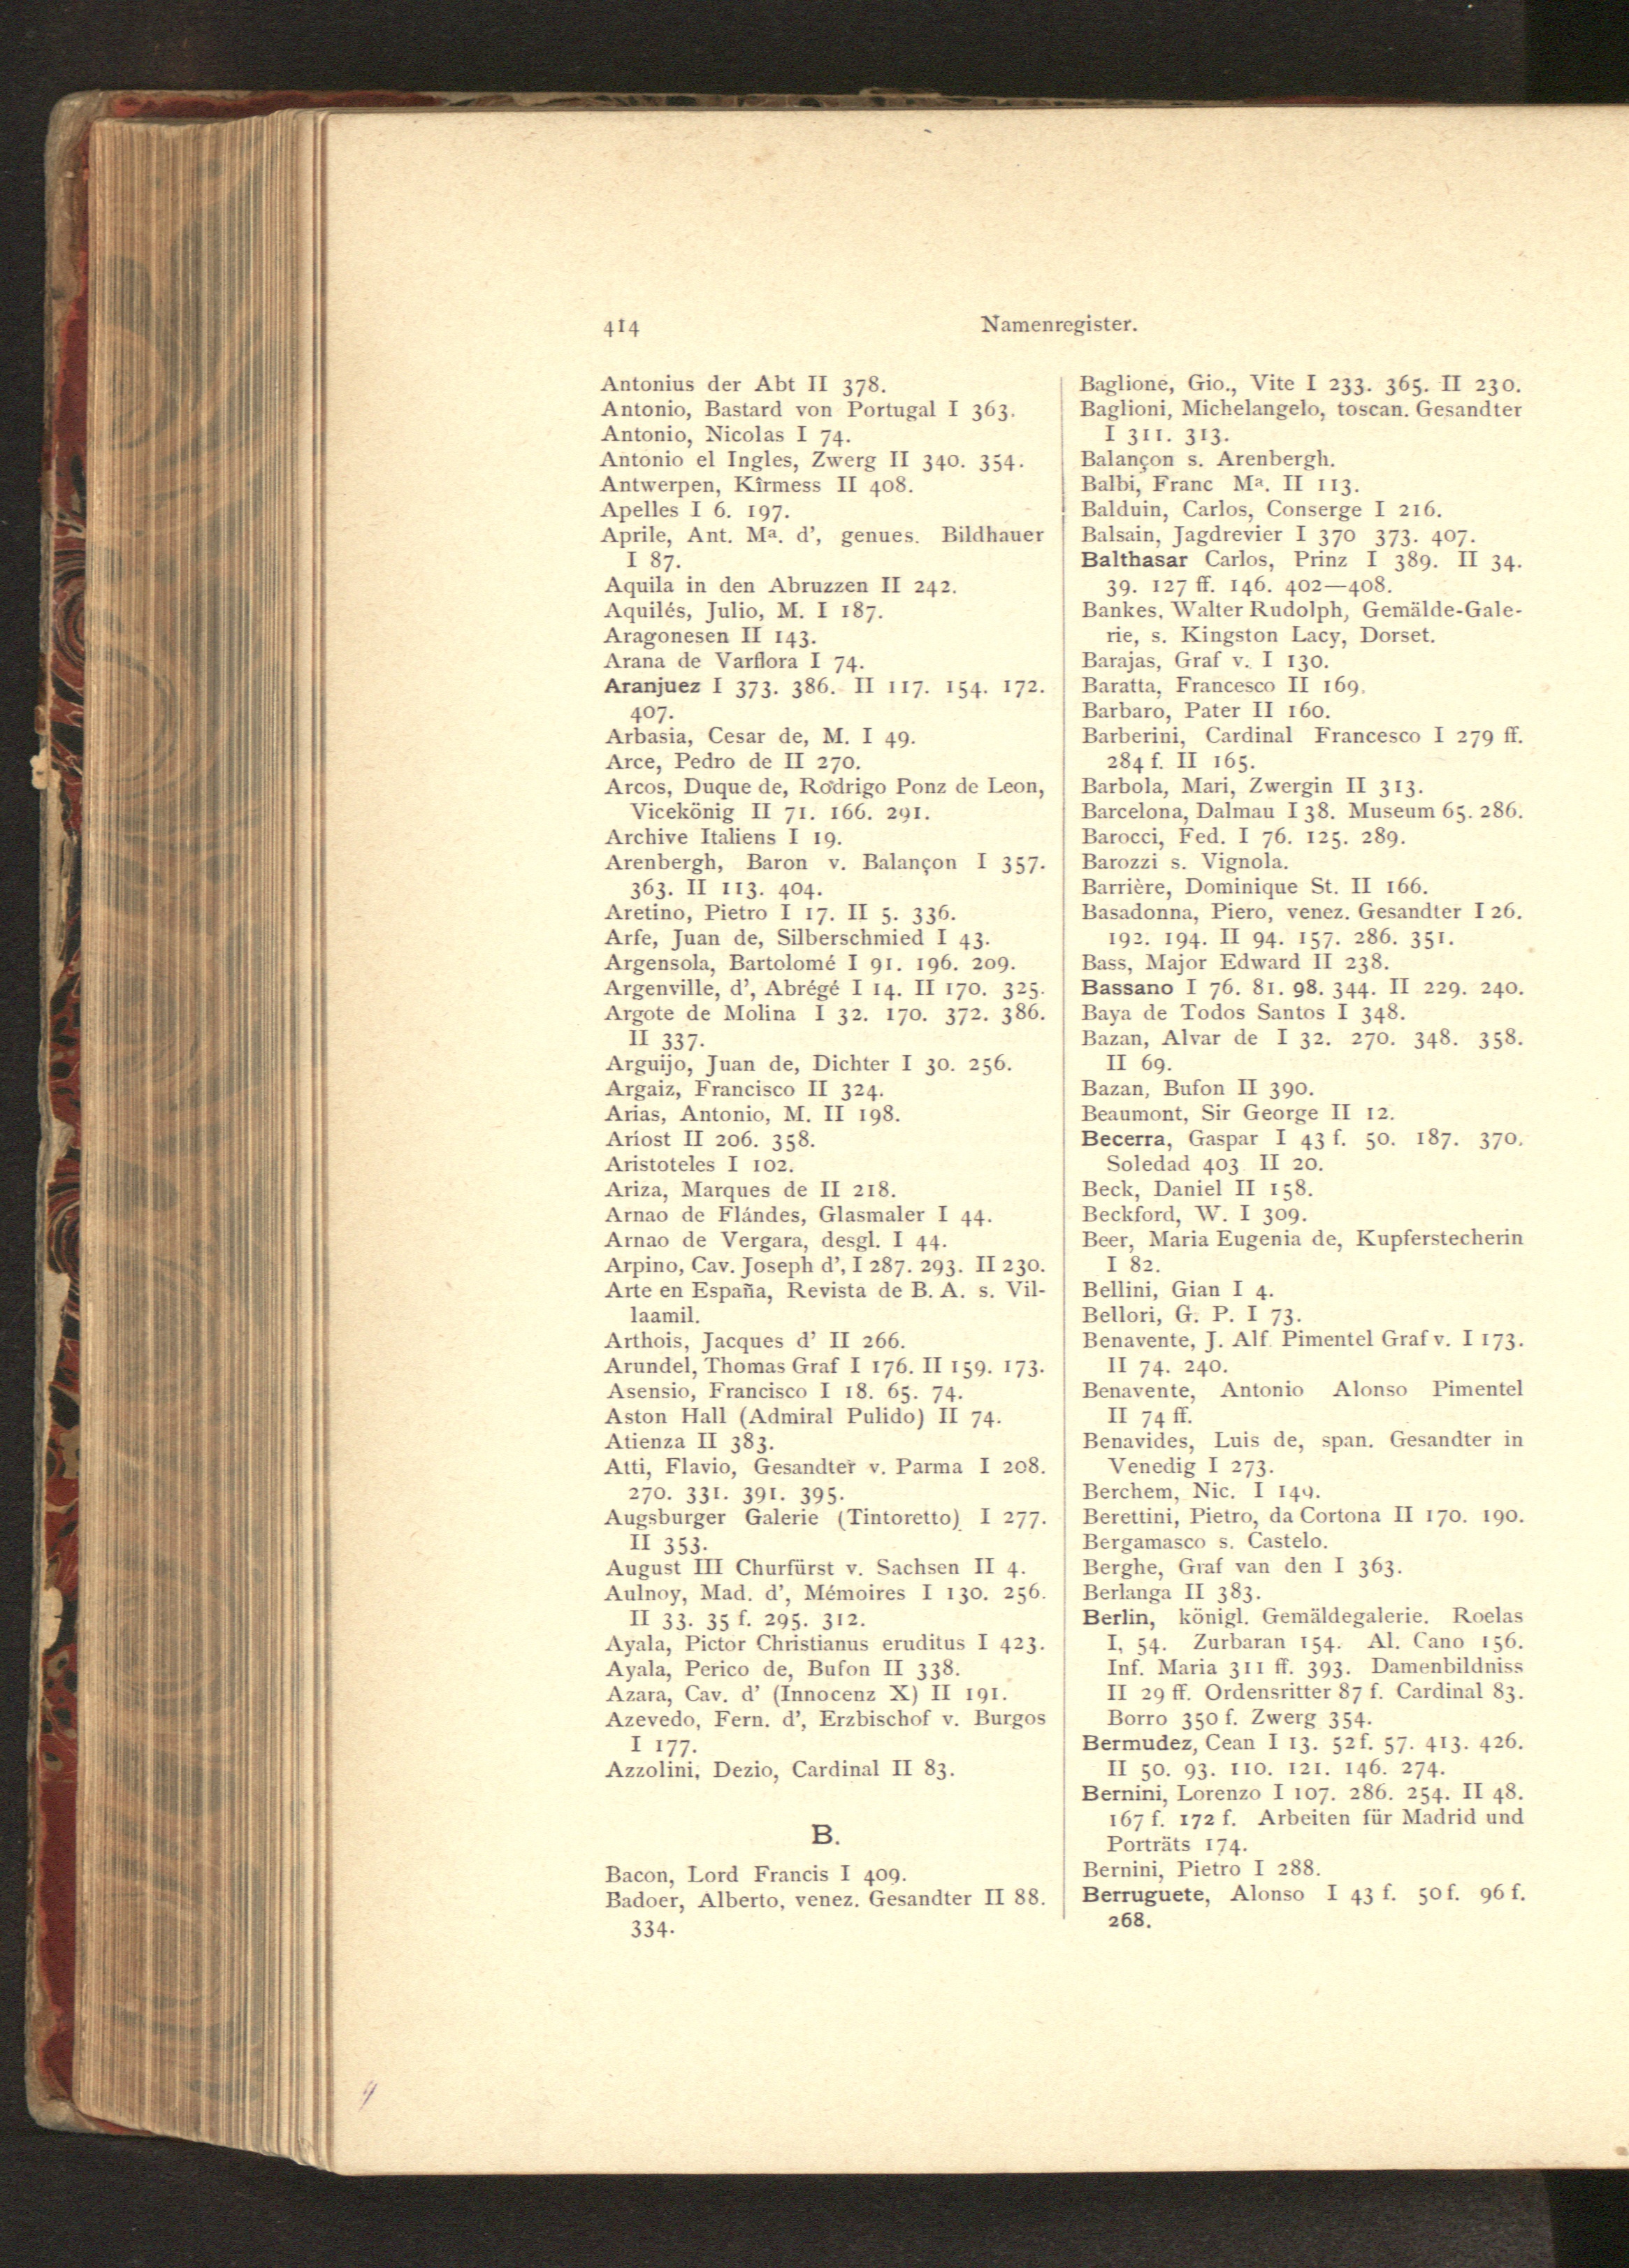 414
Namenregister.
Antonius der Abt II 378.
Antonio, Bastard von Portugal I 363.
Antonio, Nicolas I 74.
Antonio el Ingles, Zwerg II 340. 354.
Antwerpen, Kîrmess II 408.
Apelles I 6. 197.
Aprile, Ant. Mª. d', genues. Bildhauer
I 87.
Aquila in den Abruzzen II 242.
Aquilés, Julio, M. I 187.
Aragonesen II 143.
Arana de Varflora I 74.
Aranjuez I 373. 386. II 117. 154. 172.
407.
Arbasia, Cesar de, M. I 49.
Arce, Pedro de II 270.
Arcos, Duque de, Rodrigo Ponz de Leon,
Vicekönig II 71. 166. 291.
Archive Italiens I 19.
Arenbergh, Baron v. Balançon I 357.
363. II 113. 404.
Aretino, Pietro I 17. II 5. 336.
Arfe, Juan de, Silberschmied I 43.
Argensola, Bartolomé I 91. 196. 209.
Argenville, d', Abrégé I 14. II 170. 325.
Argote de Molina I 32. 170. 372. 386.
II 337.
Arguijo, Juan de, Dichter I 30. 256.
Argaiz, Francisco II 324.
Arias, Antonio, M. II 198.
Ariost II 206. 358.
Aristoteles I 102.
Ariza, Marques de II 218.
Arnao de Flándes, Glasmaler I 44.
Arnao de Vergara, desgl. I 44.
Arpino, Cav. Joseph d', I 287. 293. II 230.
Arte en España, Revista de B. A. s. Vil-
laamil.
Arthois, Jacques d' II 266.
Arundel, Thomas Graf I 176. II 159. 173.
Asensio, Francisco I 18. 65. 74.
Aston Hall (Admiral Pulido) II 74.
Atienza II 383.
Atti, Flavio, Gesandter v. Parma I 208.
270. 331. 391. 395.
Augsburger Galerie (Tintoretto) I 277.
II 353.
August III Churfürst v. Sachsen II 4.
Aulnoy, Mad. d', Mémoires I 130. 256.
II 33. 35 f. 295. 312.
Ayala, Pictor Christianus eruditus I 423.
Ayala, Perico de, Bufon II 338.
Azara, Cav. d' (Innocenz X) II 191.
Azevedo, Fern. d', Erzbischof v. Burgos
I 177.
Azzolini, Dezio, Cardinal II 83.
B.
Bacon, Lord Francis I 409.
Badoer, Alberto, venez. Gesandter II 88.
334.
Baglione, Gio., Vite I 233. 365. II 230.
Baglioni, Michelangelo, toscan. Gesandter
I 311. 313.
Balançon s. Arenbergh.
Balbi, Franc Mª. II 113.
Balduin, Carlos, Conserge I 216.
Balsain, Jagdrevier I 370 373. 407.
Balthasar Carlos, Prinz I 389. II 34.
39. 127 ff. 146. 402—408.
Bankes, Walter Rudolph, Gemälde-Gale-
rie, s. Kingston Lacy, Dorset.
Barajas, Graf v. I 130.
Baratta, Francesco II 169.
Barbaro, Pater II 160.
Barberini, Cardinal Francesco I 279 ff.
284 f. II 165.
Barbola, Mari, Zwergin II 313.
Barcelona, Dalmau I 38. Museum 65. 286.
Barocci, Fed. I 76. 125. 289.
Barozzi s. Vignola.
Barrière, Dominique St. II 166.
Basadonna, Piero, venez. Gesandter I 26.
192. 194. II 94. 157. 286. 351.
Bass, Major Edward II 238.
Bassano I 76. 81. 98. 344. II 229. 240.
Baya de Todos Santos I 348.
Bazan, Alvar de I 32. 270. 348. 358.
II 69.
Bazan, Bufon II 390.
Beaumont, Sir George II 12.
Becerra, Gaspar I 43 f. 50. 187. 370.
Soledad 403 II 20.
Beck, Daniel II 158.
Beckford, W. I 309.
Beer, Maria Eugenia de, Kupferstecherin
I 82.
Bellini, Gian I 4.
Bellori, G. P. I 73.
Benavente, J. Alf. Pimentel Graf v. I 173.
II 74. 240.
Benavente, Antonio Alonso Pimentel
II 74 ff.
Benavides, Luis de, span. Gesandter in
Venedig I 273.
Berchem, Nic. I 149.
Berettini, Pietro, da Cortona II 170. 190.
Bergamasco s. Castelo.
Berghe, Graf van den I 363.
Berlanga II 383.
Berlin, königl. Gemäldegalerie. Roelas
I, 54. Zurbaran 154. Al. Cano 156.
Inf. Maria 311 ff. 393. Damenbildniss
II 29 ff. Ordensritter 87 f. Cardinal 83.
Borro 350 f. Zwerg 354.
Bermudez, Cean I 13. 52 f. 57. 413. 426.
II 50. 93. 110. 121. 146. 274.
Bernini, Lorenzo I 107. 286. 254. II 48.
167 f. 172 f. Arbeiten für Madrid und
Porträts 174.
Bernini, Pietro I 288.
Berruguete, Alonso I 43 f. 50 f. 96 f.
268.